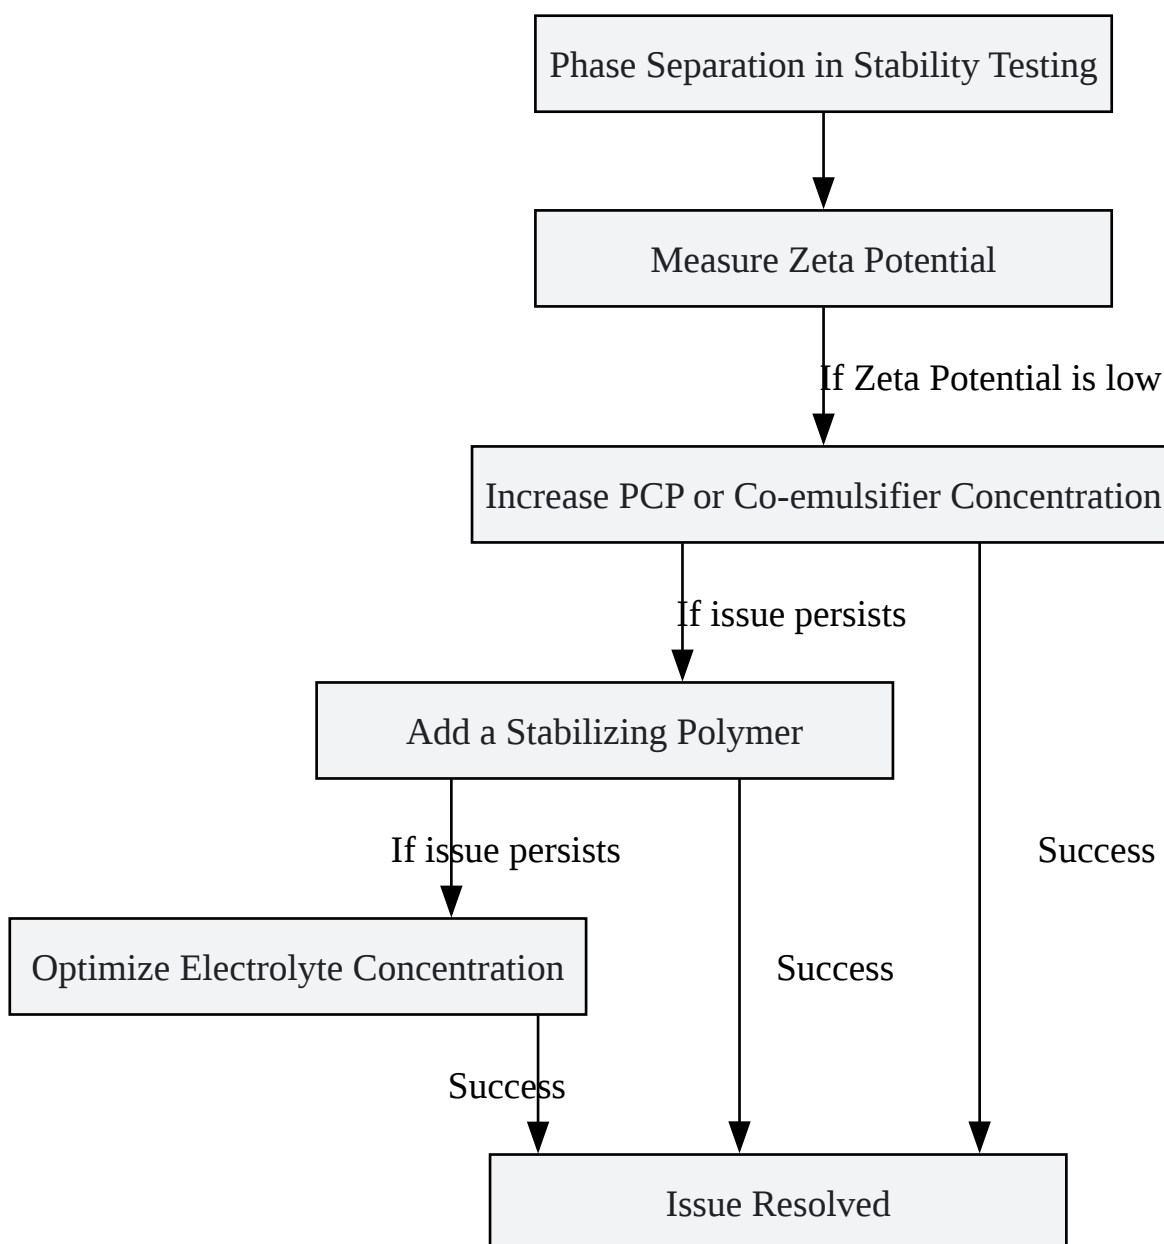 Phase Separation in Stability Testing
Measure Zeta Potential
If Zeta Potential is low
Increase PCP or Co-emulsifier Concentration
If issue persists
Add a Stabilizing Polymer
If issue persists
Success
Optimize Electrolyte Concentration
Success
Success
Issue Resolved